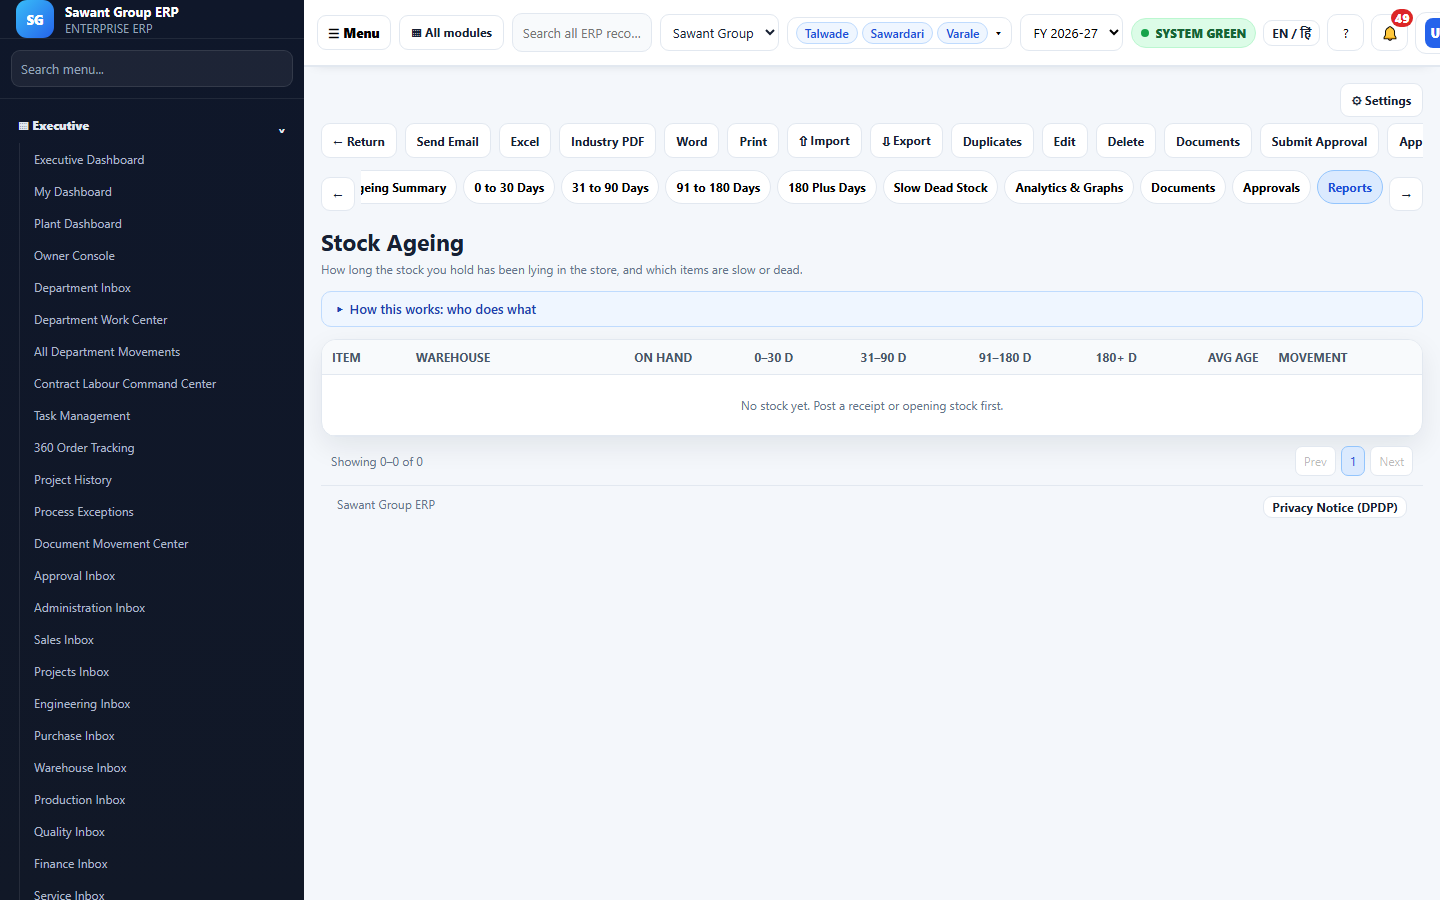 SG
Sawant Group ERP
ENTERPRISE ERP
Search menu...
Executive
Executive Dashboard
My Dashboard
Plant Dashboard
Owner Console
Department Inbox
Department Work Center
All Department Movements
Contract Labour Command Center
Task Management
360 Order Tracking
Project History
Process Exceptions
Document Movement Center
Approval Inbox
Administration Inbox
Sales Inbox
Projects Inbox
Engineering Inbox
Purchase Inbox
Warehouse Inbox
Production Inbox
Quality Inbox
Finance Inbox
Service Inbox
☰ Menu All modules Search all ERP reco... Sawant Group Talwade Sawardari Varale FY 2026-27 SYSTEM GREEN EN / हिं ? 49 U
⚙ Settings
← Return Send Email Excel Industry PDF Word Print ⇧ Import ⇩ Export Duplicates Edit Delete Documents Submit Approval App
← geing Summary 0 to 30 Days 31 to 90 Days 91 to 180 Days 180 Plus Days Slow Dead Stock Analytics & Graphs Documents Approvals Reports →
Stock Ageing
How long the stock you hold has been lying in the store, and which items are slow or dead.
▸ How this works: who does what
ITEM WAREHOUSE ON HAND 0–30 D 31–90 D 91–180 D 180+ D AVG AGE MOVEMENT
No stock yet. Post a receipt or opening stock first.
Showing 0–0 of 0 Prev 1 Next
Sawant Group ERP Privacy Notice (DPDP)